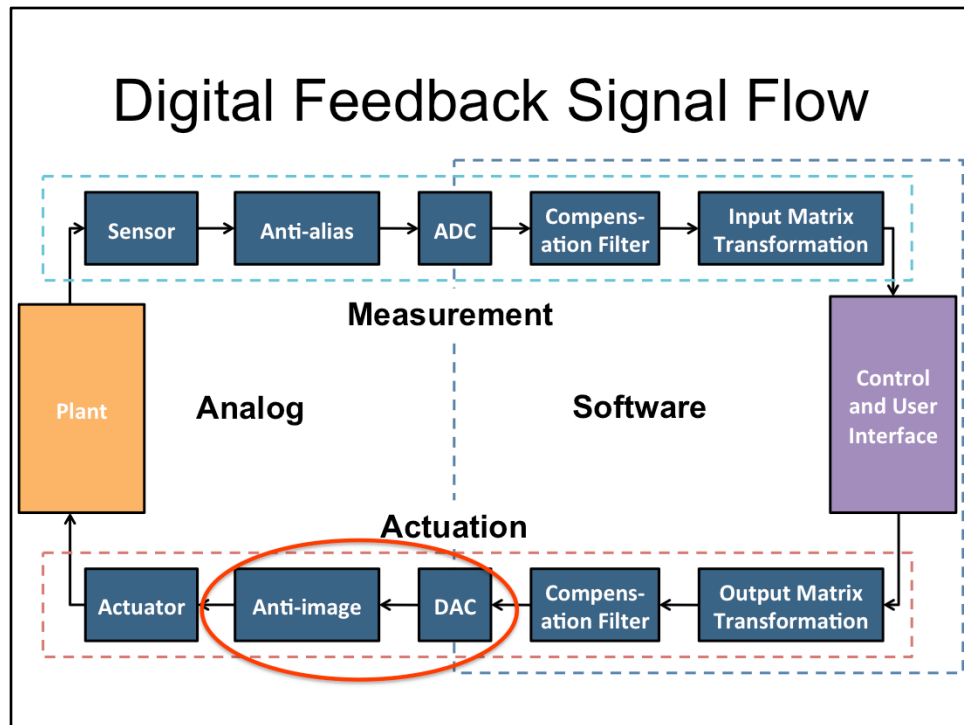 Digital Feedback Signal Flow
Sensor
Anti-alias
ADC
Compens-
ation Filter
Input Matrix
Transformation
Measurement
Plant
Analog
Software
Control
and User
Interface
Actuation
Actuator
Anti-image
DAC
Compens-
ation Filter
Output Matrix
Transformation